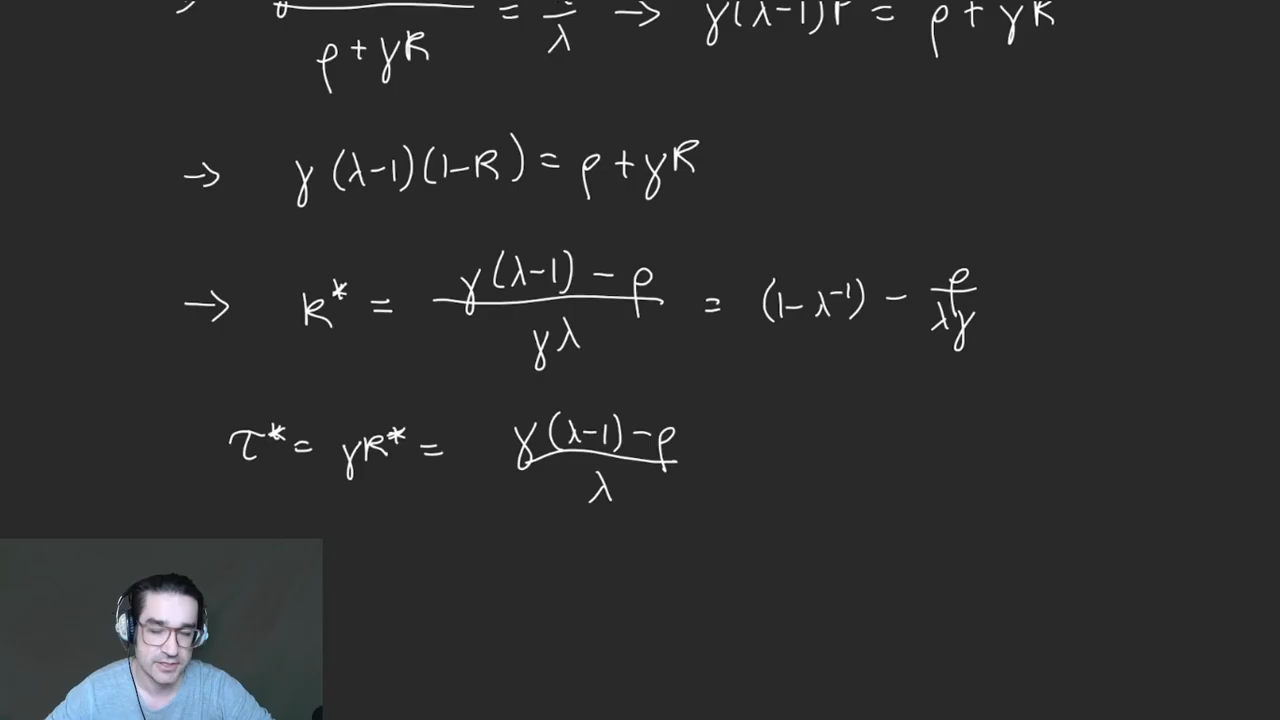 ρ + γR = 1/λ → γ(λ-1)P = ρ + γR
→ γ(λ-1)(1-R) = ρ + γR
→ R* = (γ(λ-1) - ρ)/(γλ) = (1-λ⁻¹) - ρ/(λγ)
τ* = γR* = (γ(λ-1) - ρ)/λ